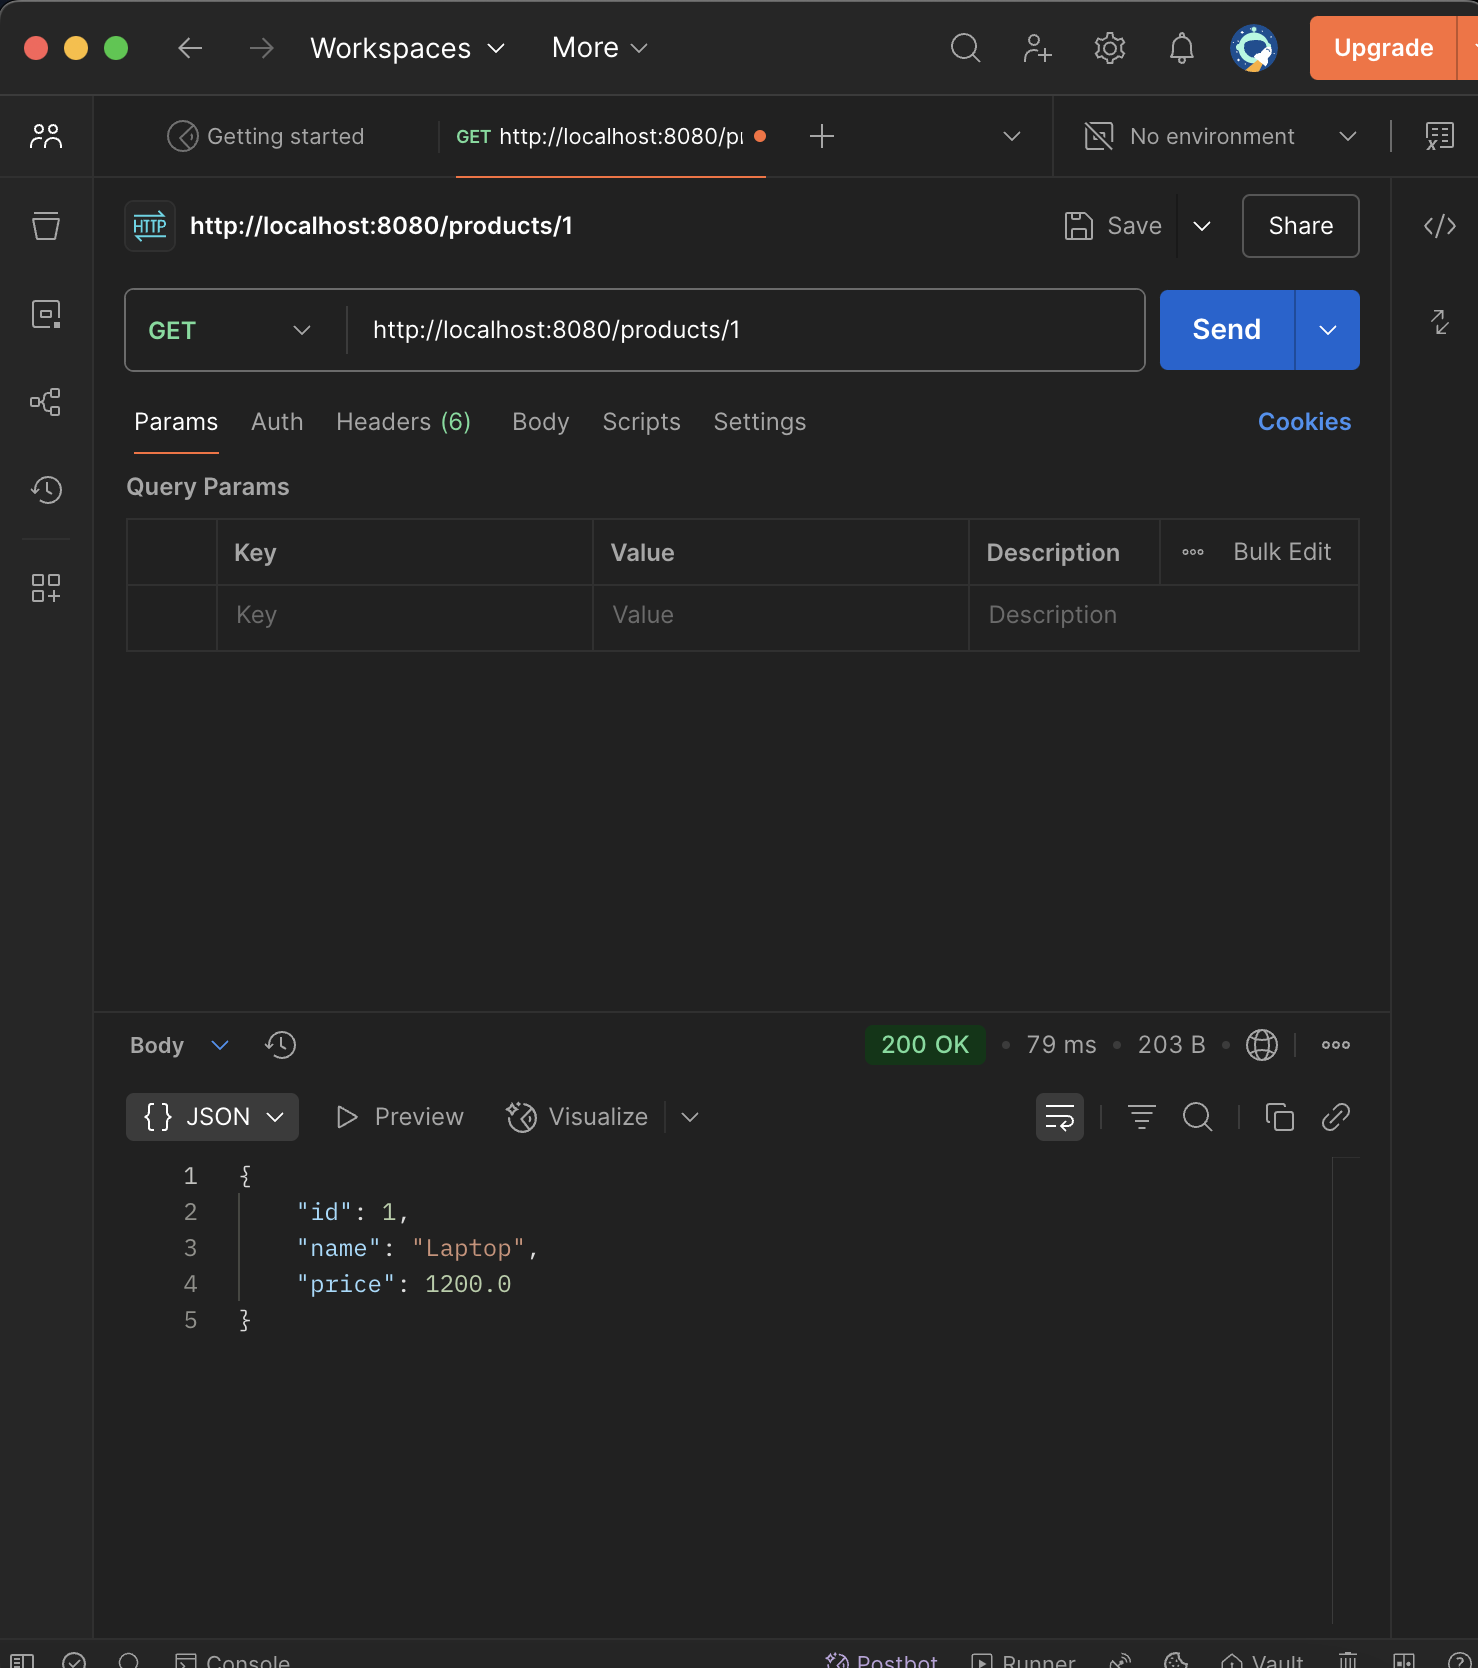 Workspaces More Upgrade
Getting started GET http://localhost:8080/pr No environment
HTTP http://localhost:8080/products/1 Save Share
GET http://localhost:8080/products/1 Send
Params Auth Headers (6) Body Scripts Settings Cookies
Query Params
Key Value Description Bulk Edit
Key Value Description
Body 200 OK • 79 ms • 203 B
{} JSON Preview Visualize
1 {
2 "id": 1,
3 "name": "Laptop",
4 "price": 1200.0
5 }
Console Postbot Runner Vault